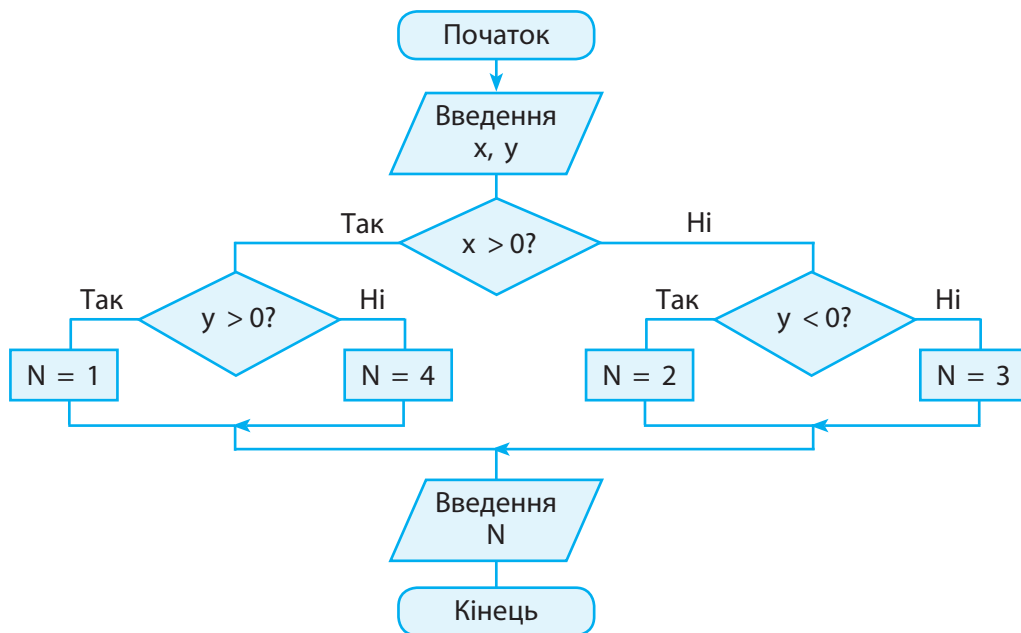 Початок
Введення
x, y
Так
x > 0?
Ні
Так
y > 0?
Ні
Так
y < 0?
Ні
N = 1
N = 4
N = 2
N = 3
Введення
N
Кінець